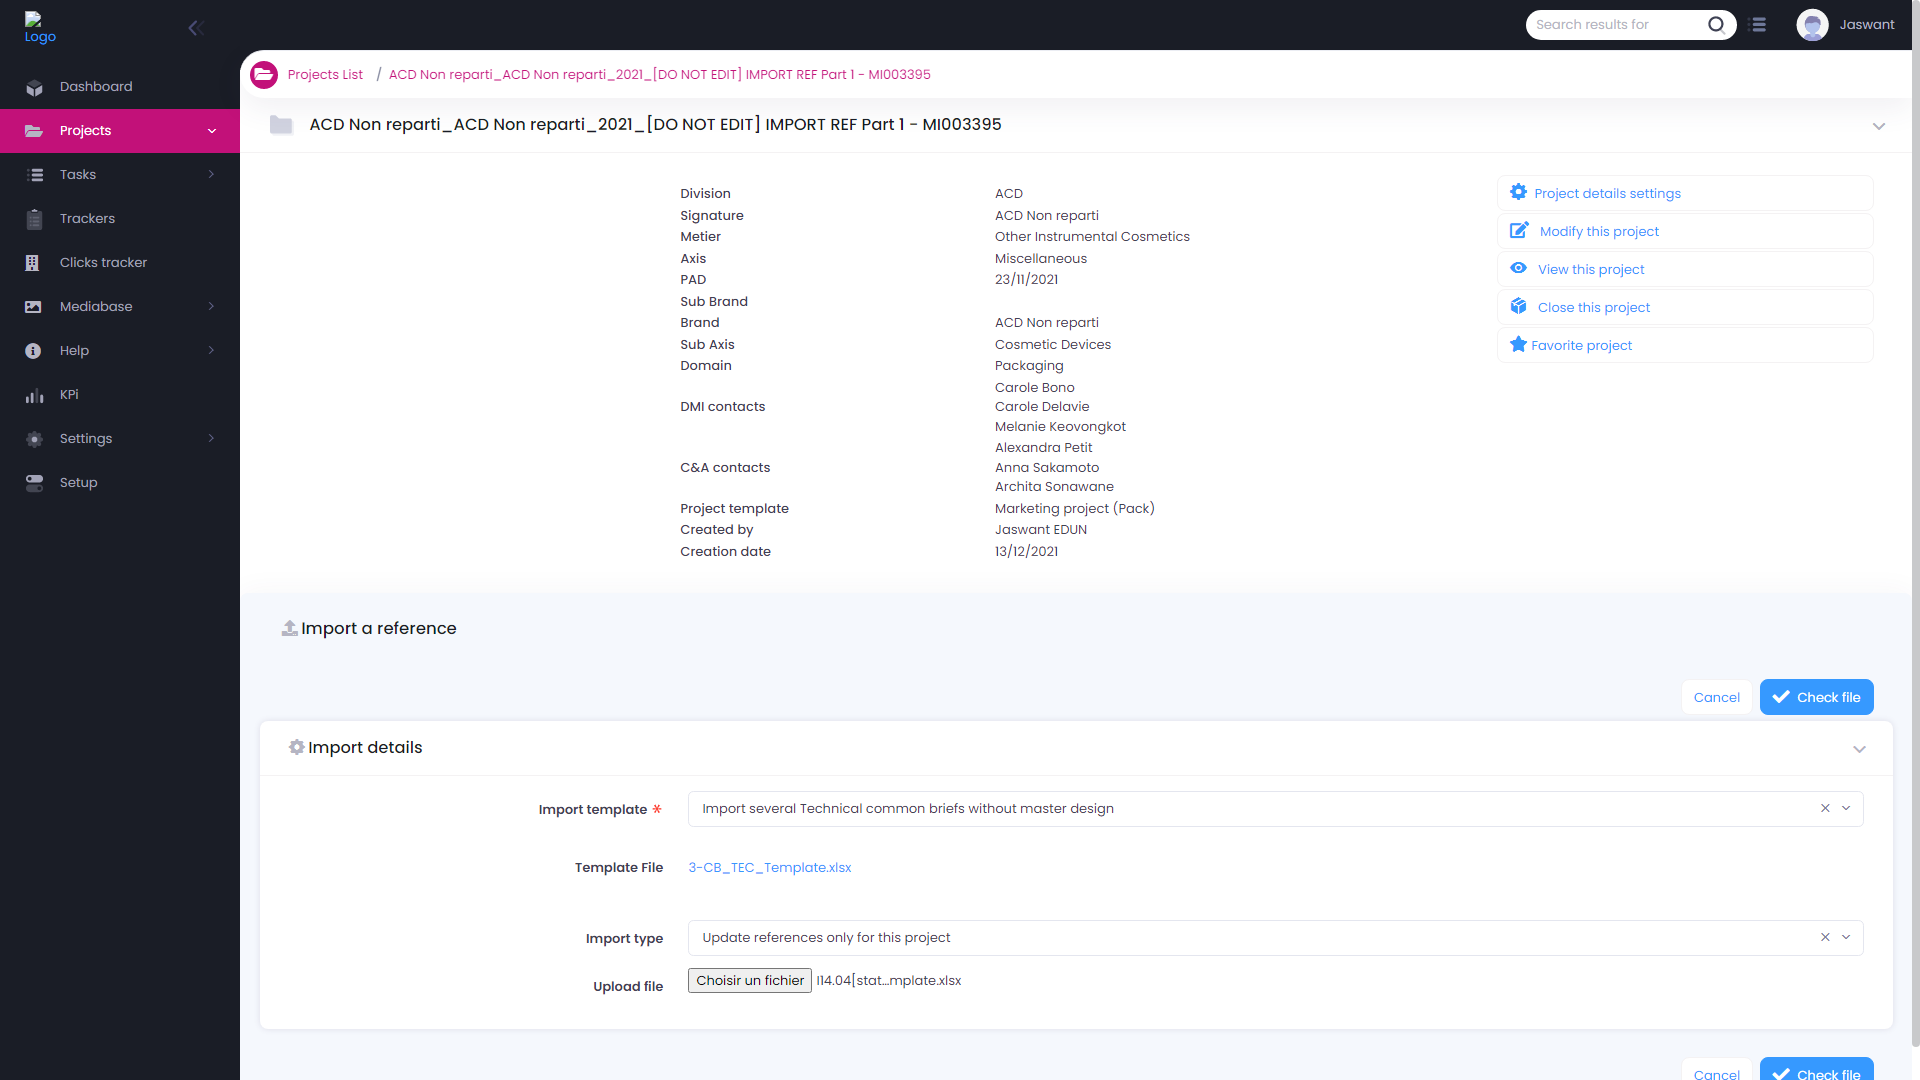 Logo
Search results for
Jaswant
Dashboard
Projects
Tasks
Trackers
Clicks tracker
Mediabase
Help
KPi
Settings
Setup
Projects List / ACD Non reparti_ACD Non reparti_2021_[DO NOT EDIT] IMPORT REF Part 1 - MI003395
ACD Non reparti_ACD Non reparti_2021_[DO NOT EDIT] IMPORT REF Part 1 - MI003395
Division ACD
Signature ACD Non reparti
Metier Other Instrumental Cosmetics
Axis Miscellaneous
PAD 23/11/2021
Sub Brand
Brand ACD Non reparti
Sub Axis Cosmetic Devices
Domain Packaging
Carole Bono
DMI contacts Carole Delavie
Melanie Keovongkot
Alexandra Petit
C&A contacts Anna Sakamoto
Archita Sonawane
Project template Marketing project (Pack)
Created by Jaswant EDUN
Creation date 13/12/2021
Project details settings
Modify this project
View this project
Close this project
Favorite project
Import a reference
Cancel Check file
Import details
Import template * Import several Technical common briefs without master design
Template File 3-CB_TEC_Template.xlsx
Import type Update references only for this project
Upload file Choisir un fichier I14.04[stat...mplate.xlsx
Cancel Check file